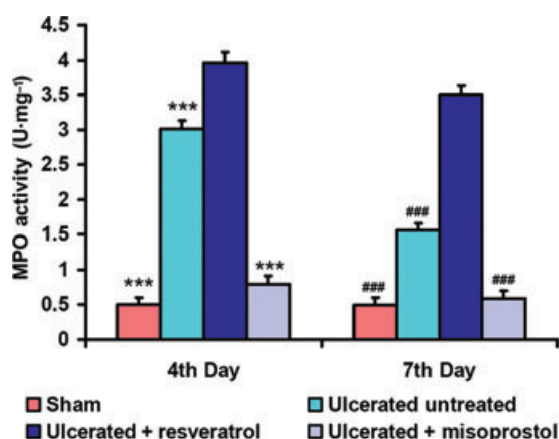 4.5
4
3.5
3
2.5
2
1.5
1
0.5
0
MPO activity (U·mg⁻¹)
***
***
***
###
###
###
4th Day
7th Day
Sham
Ulcerated untreated
Ulcerated + resveratrol
Ulcerated + misoprostol